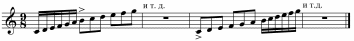 и т. д.
и т.д.